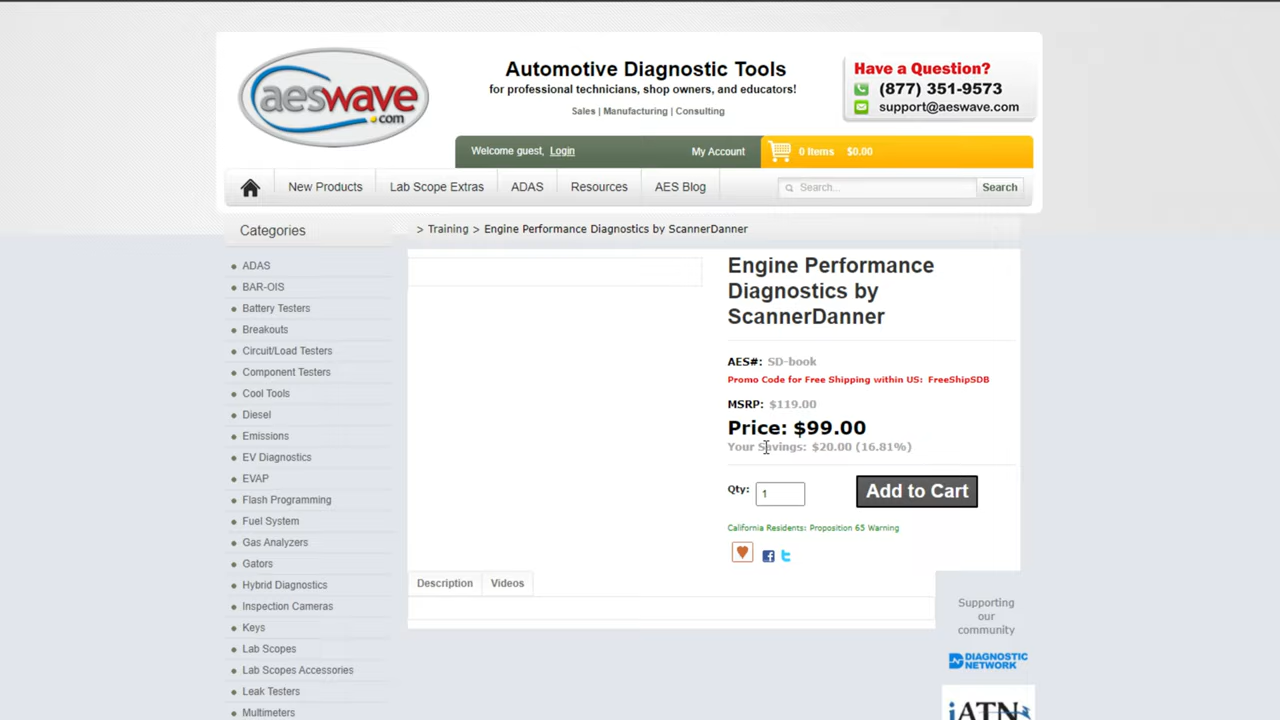 aeswave
.com
Automotive Diagnostic Tools
for professional technicians, shop owners, and educators!
Sales | Manufacturing | Consulting
Have a Question?
(877) 351-9573
support@aeswave.com
Welcome guest, Login
My Account
0 Items $0.00
New Products
Lab Scope Extras
ADAS
Resources
AES Blog
Search...
Search
Categories
> Training > Engine Performance Diagnostics by ScannerDanner
ADAS
BAR-OIS
Battery Testers
Breakouts
Circuit/Load Testers
Component Testers
Cool Tools
Diesel
Emissions
EV Diagnostics
EVAP
Flash Programming
Fuel System
Gas Analyzers
Gators
Hybrid Diagnostics
Inspection Cameras
Keys
Lab Scopes
Lab Scopes Accessories
Leak Testers
Multimeters
Engine Performance
Diagnostics by
ScannerDanner
AES#: SD-book
Promo Code for Free Shipping within US: FreeShipSDB
MSRP: $119.00
Price: $99.00
Your Savings: $20.00 (16.81%)
Qty: 1
Add to Cart
California Residents: Proposition 65 Warning
Description
Videos
Supporting
our
community
DIAGNOSTIC
NETWORK
iATN